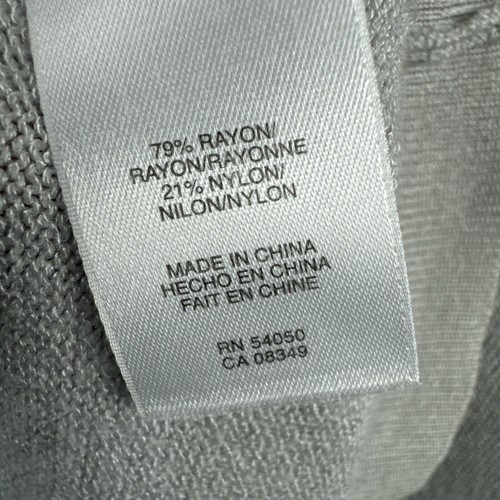 79% RAYON/
RAYON/RAYONNE
21% NYLON/
NILON/NYLON
MADE IN CHINA
HECHO EN CHINA
FAIT EN CHINE
RN 54050
CA 08349